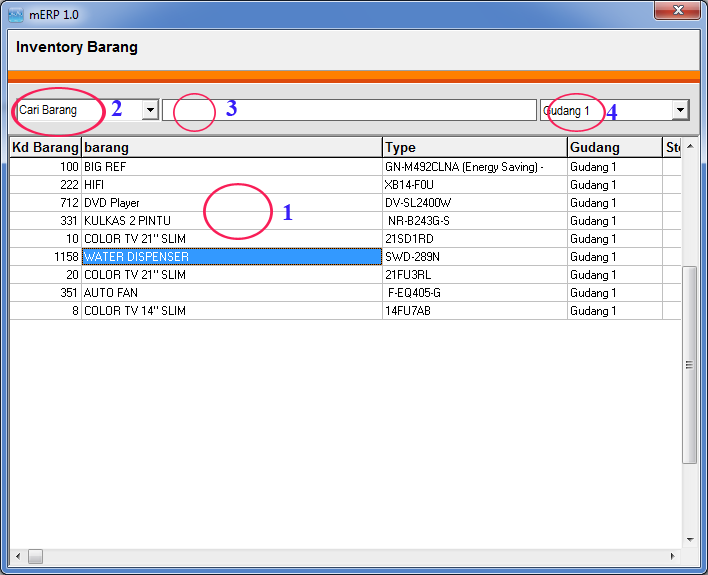 mERP 1.0
Inventory Barang
Cari Barang 2 3 Gudang 1 4
Kd Barang barang Type Gudang
100 BIG REF GN-M492CLNA (Energy Saving) - Gudang 1
222 HIFI XB14-F0U Gudang 1
712 DVD Player DV-SL2400W Gudang 1
1
331 KULKAS 2 PINTU NR-B243G-S Gudang 1
10 COLOR TV 21" SLIM 21SD1RD Gudang 1
1158 WATER DISPENSER SWD-289N Gudang 1
20 COLOR TV 21" SLIM 21FU3RL Gudang 1
351 AUTO FAN F-EQ405-G Gudang 1
8 COLOR TV 14" SLIM 14FU7AB Gudang 1